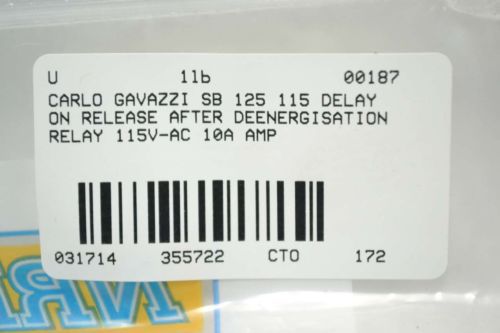 U 1lb 00187
CARLO GAVAZZI SB 125 115 DELAY
ON RELEASE AFTER DEENERGISATION
RELAY 115V-AC 10A AMP
031714 355722 CTO 172